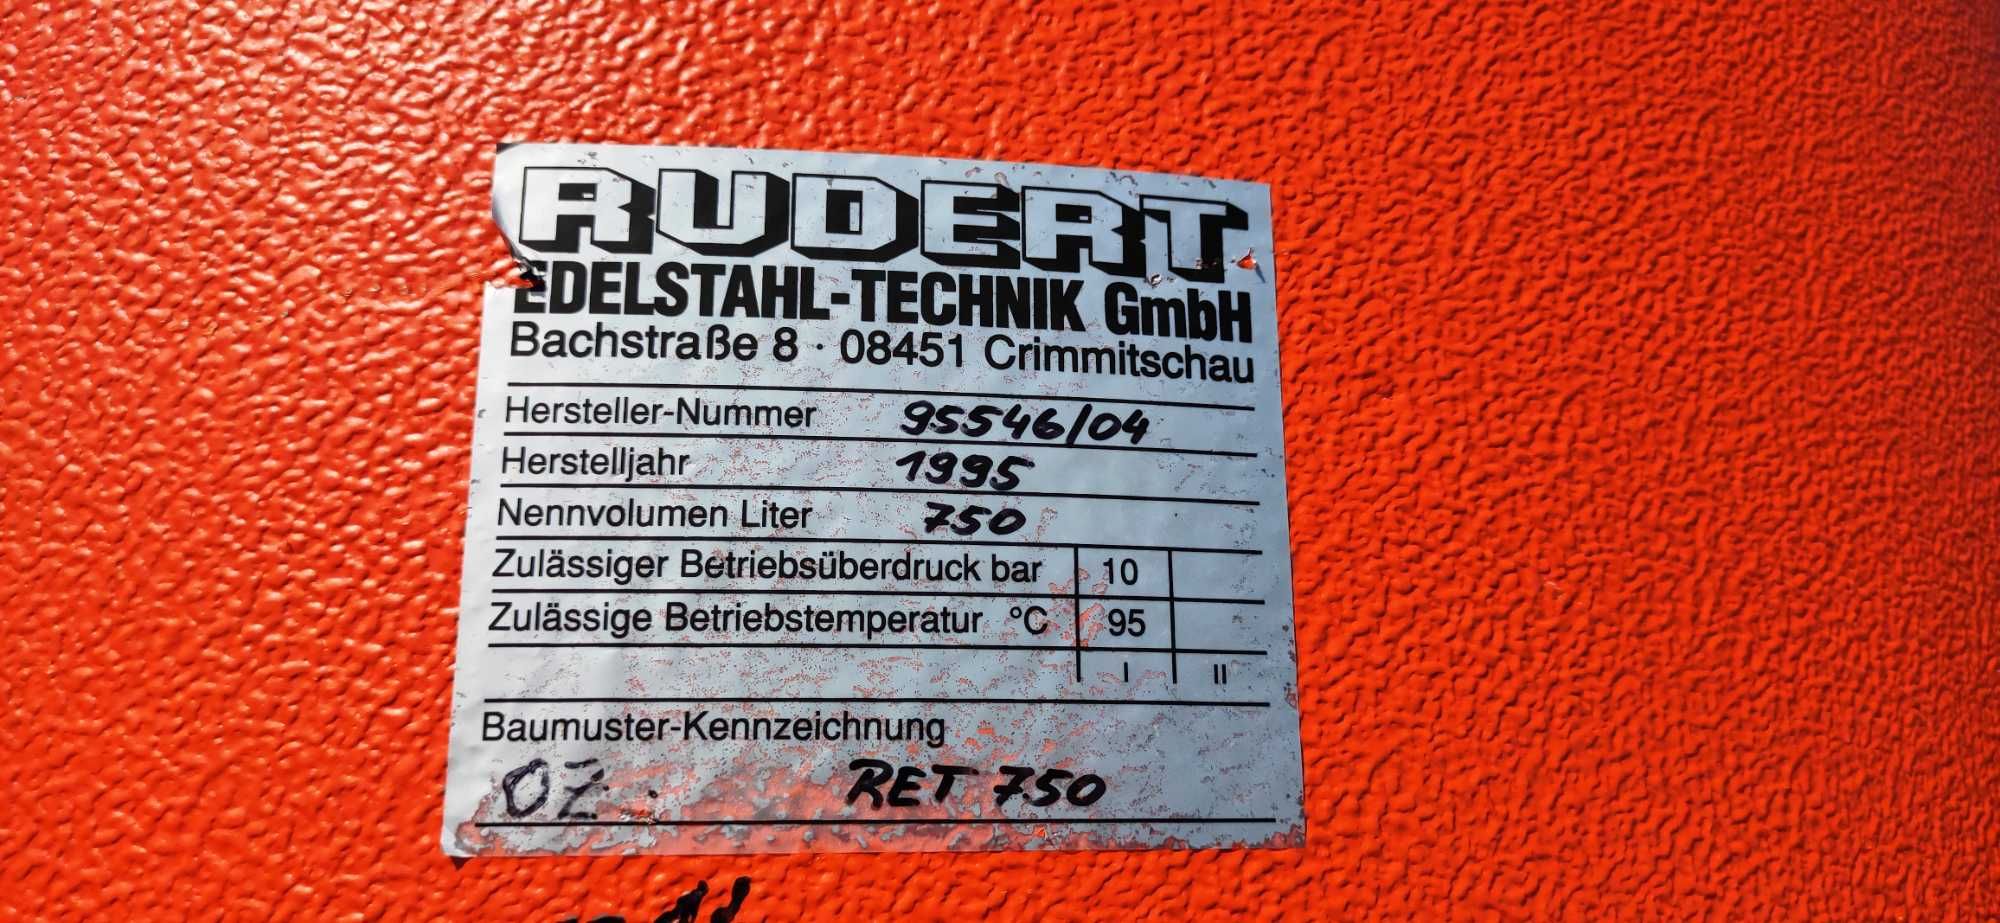 RUDERT
EDELSTAHL-TECHNIK GmbH
Bachstraße 8 · 08451 Crimmitschau
Hersteller-Nummer 95546/04
Herstelljahr 1995
Nennvolumen Liter 750
Zulässiger Betriebsüberdruck bar 10
Zulässige Betriebstemperatur °C 95
I II
Baumuster-Kennzeichnung
OZ RET 750